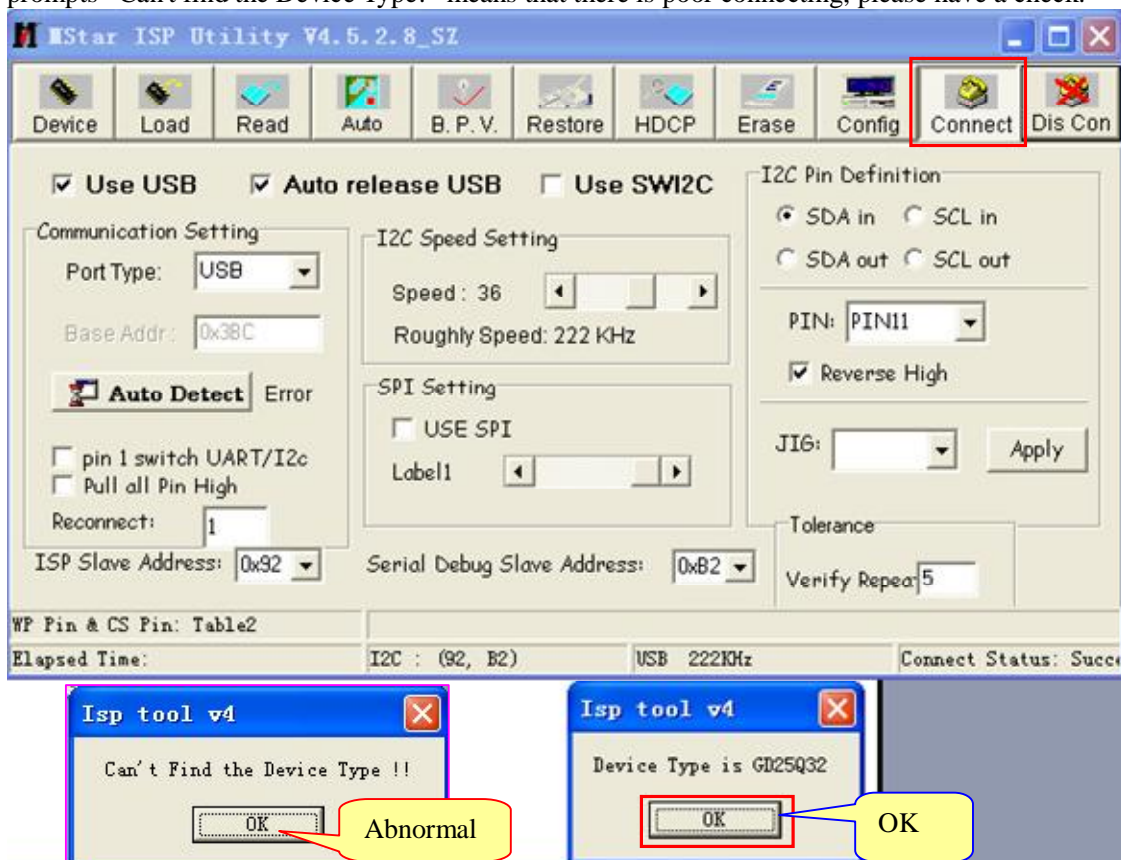 prompts "Can't find the Device Type!" means that there is poor connecting, please have a check.
MStar ISP Utility V4.5.2.8_SZ
Device Load Read Auto B.P.V. Restore HDCP Erase Config Connect Dis Con
Use USB Auto release USB Use SWI2C
Communication Setting
Port Type: USB
Base Addr: 0x3BC
Auto Detect Error
pin 1 switch UART/I2c
Pull all Pin High
Reconnect: 1
ISP Slave Address: 0x92
I2C Speed Setting
Speed : 36
Roughly Speed: 222 KHz
SPI Setting
USE SPI
Label1
Serial Debug Slave Address: 0xB2
I2C Pin Definition
SDA in SCL in
SDA out SCL out
PIN: PIN11
Reverse High
JIG: Apply
Tolerance
Verify Repear 5
WP Pin & CS Pin: Table2
Elapsed Time: I2C : (92, B2) USB 222KHz Connect Status: Succe
Isp tool v4
Can't Find the Device Type !!
OK
Abnormal
Isp tool v4
Device Type is GD25Q32
OK
OK